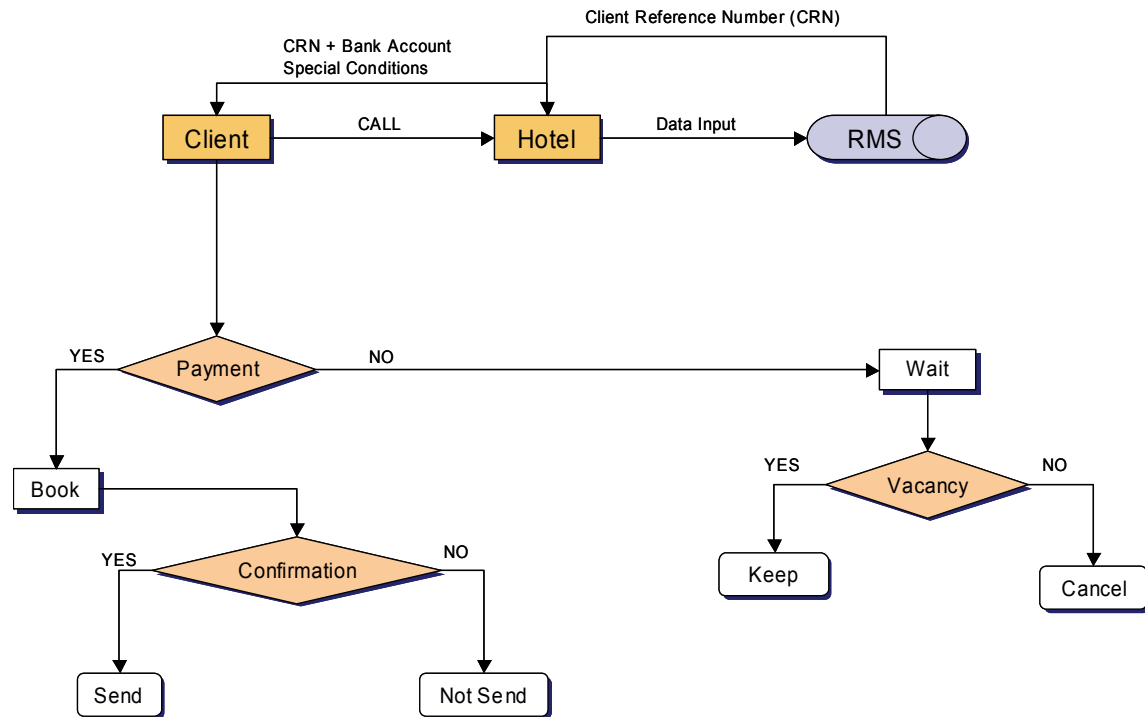 Client Reference Number (CRN)
CRN + Bank Account
Special Conditions
Client
CALL
Hotel
Data Input
RMS
YES
Payment
NO
Wait
Book
YES
Vacancy
NO
YES
Confirmation
NO
Keep
Cancel
Send
Not Send